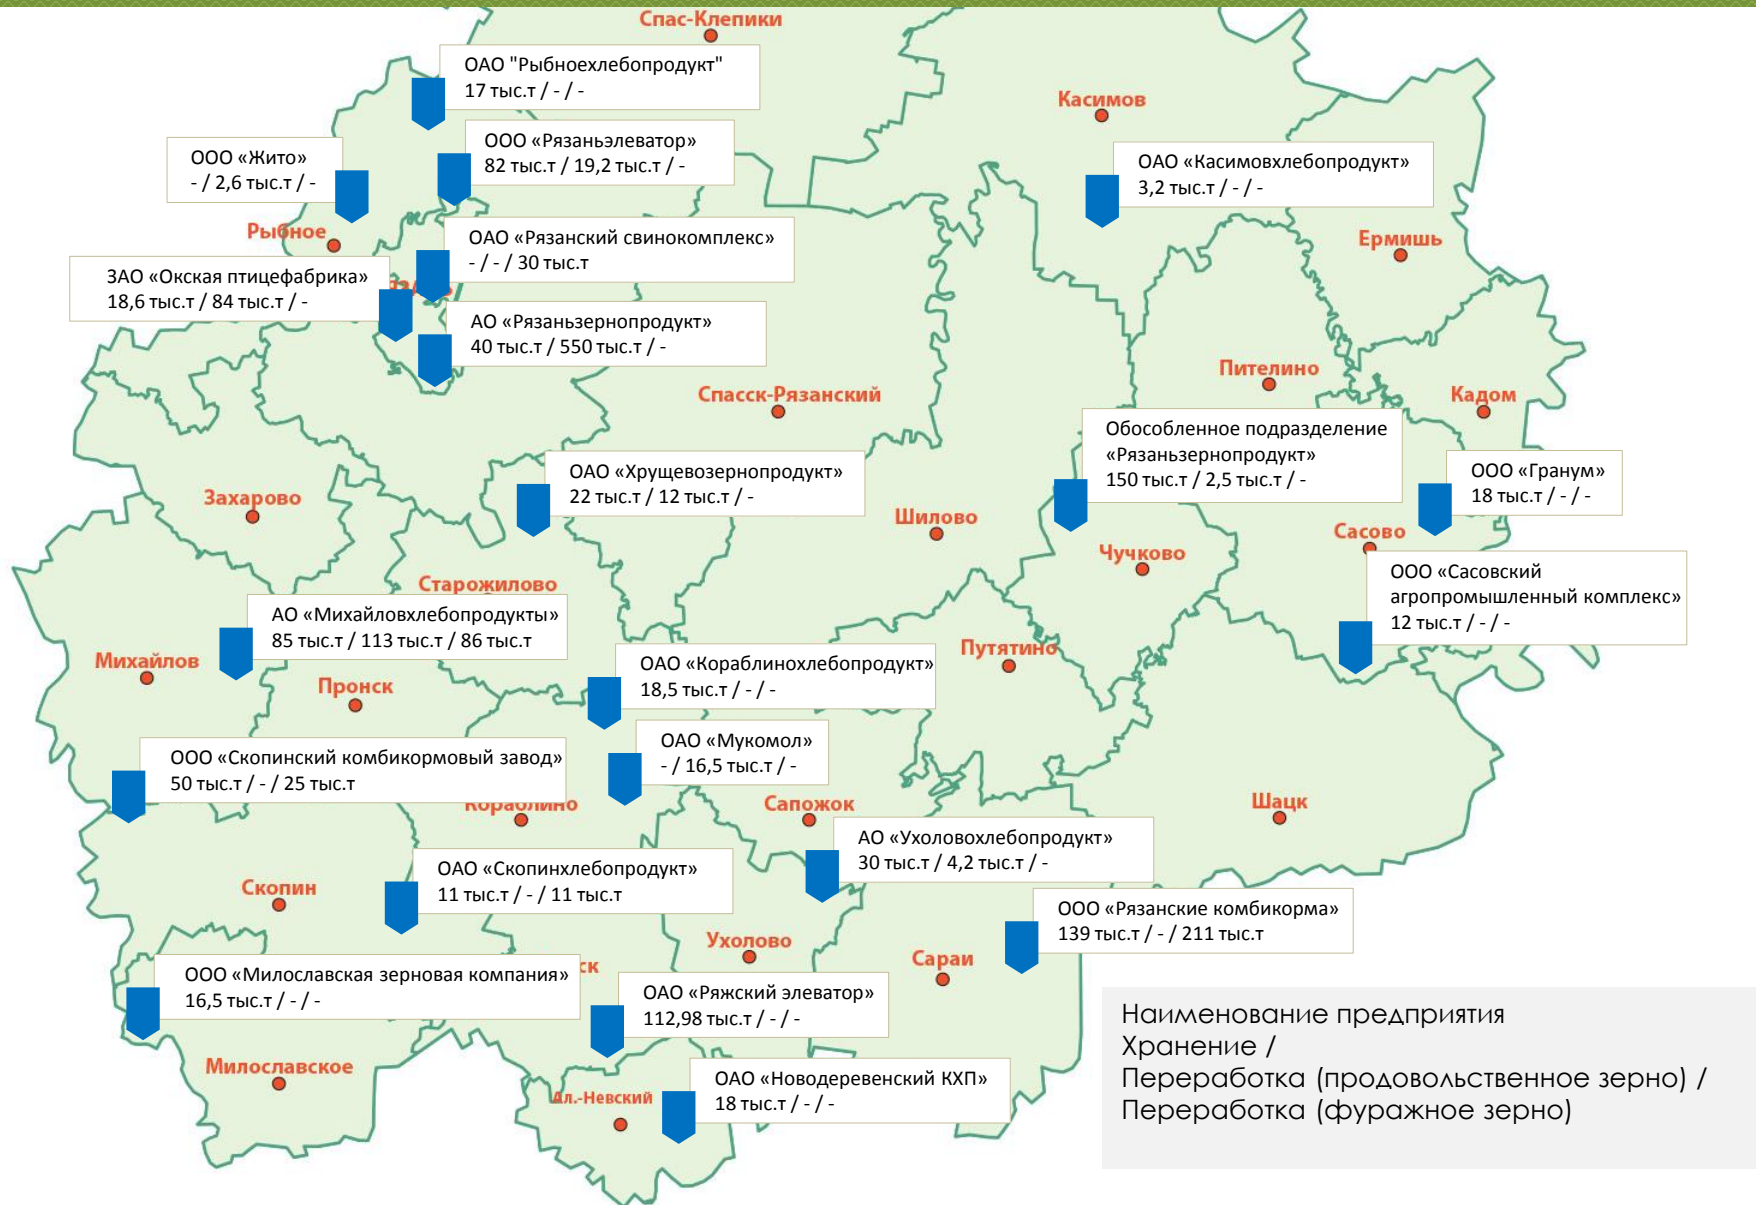 Спас-Клепики
ОАО "Рыбноехлебопродукт"
17 тыс.т / - / -
Касимов
ООО «Рязаньэлеватор»
82 тыс.т / 19,2 тыс.т / -
ООО «Жито»
- / 2,6 тыс.т / -
ОАО «Касимовхлебопродукт»
3,2 тыс.т / - / -
Рыбное
ОАО «Рязанский свинокомплекс»
- / - / 30 тыс.т
Ермишь
ЗАО «Окская птицефабрика»
18,6 тыс.т / 84 тыс.т / -
АО «Рязаньзернопродукт»
40 тыс.т / 550 тыс.т / -
Пителино
Спасск-Рязанский
Кадом
Обособленное подразделение
«Рязаньзернопродукт»
150 тыс.т / 2,5 тыс.т / -
ОАО «Хрущевозернопродукт»
22 тыс.т / 12 тыс.т / -
ООО «Гранум»
18 тыс.т / - / -
Захарово
Шилово
Сасово
Чучково
Старожилово
ООО «Сасовский
агропромышленный комплекс»
12 тыс.т / - / -
АО «Михайловхлебопродукты»
85 тыс.т / 113 тыс.т / 86 тыс.т
Михайлов
Путятино
ОАО «Кораблинохлебопродукт»
18,5 тыс.т / - / -
Пронск
ОАО «Мукомол»
- / 16,5 тыс.т / -
ООО «Скопинский комбикормовый завод»
50 тыс.т / - / 25 тыс.т
Кораблино
Сапожок
Шацк
АО «Ухоловохлебопродукт»
30 тыс.т / 4,2 тыс.т / -
ОАО «Скопинхлебопродукт»
11 тыс.т / - / 11 тыс.т
Скопин
ООО «Рязанские комбикорма»
139 тыс.т / - / 211 тыс.т
Ухолово
Сараи
ск
ООО «Милославская зерновая компания»
16,5 тыс.т / - / -
ОАО «Ряжский элеватор»
112,98 тыс.т / - / -
Милославское
ОАО «Новодеревенский КХП»
18 тыс.т / - / -
Ал.-Невский
Наименование предприятия
Хранение /
Переработка (продовольственное зерно) /
Переработка (фуражное зерно)